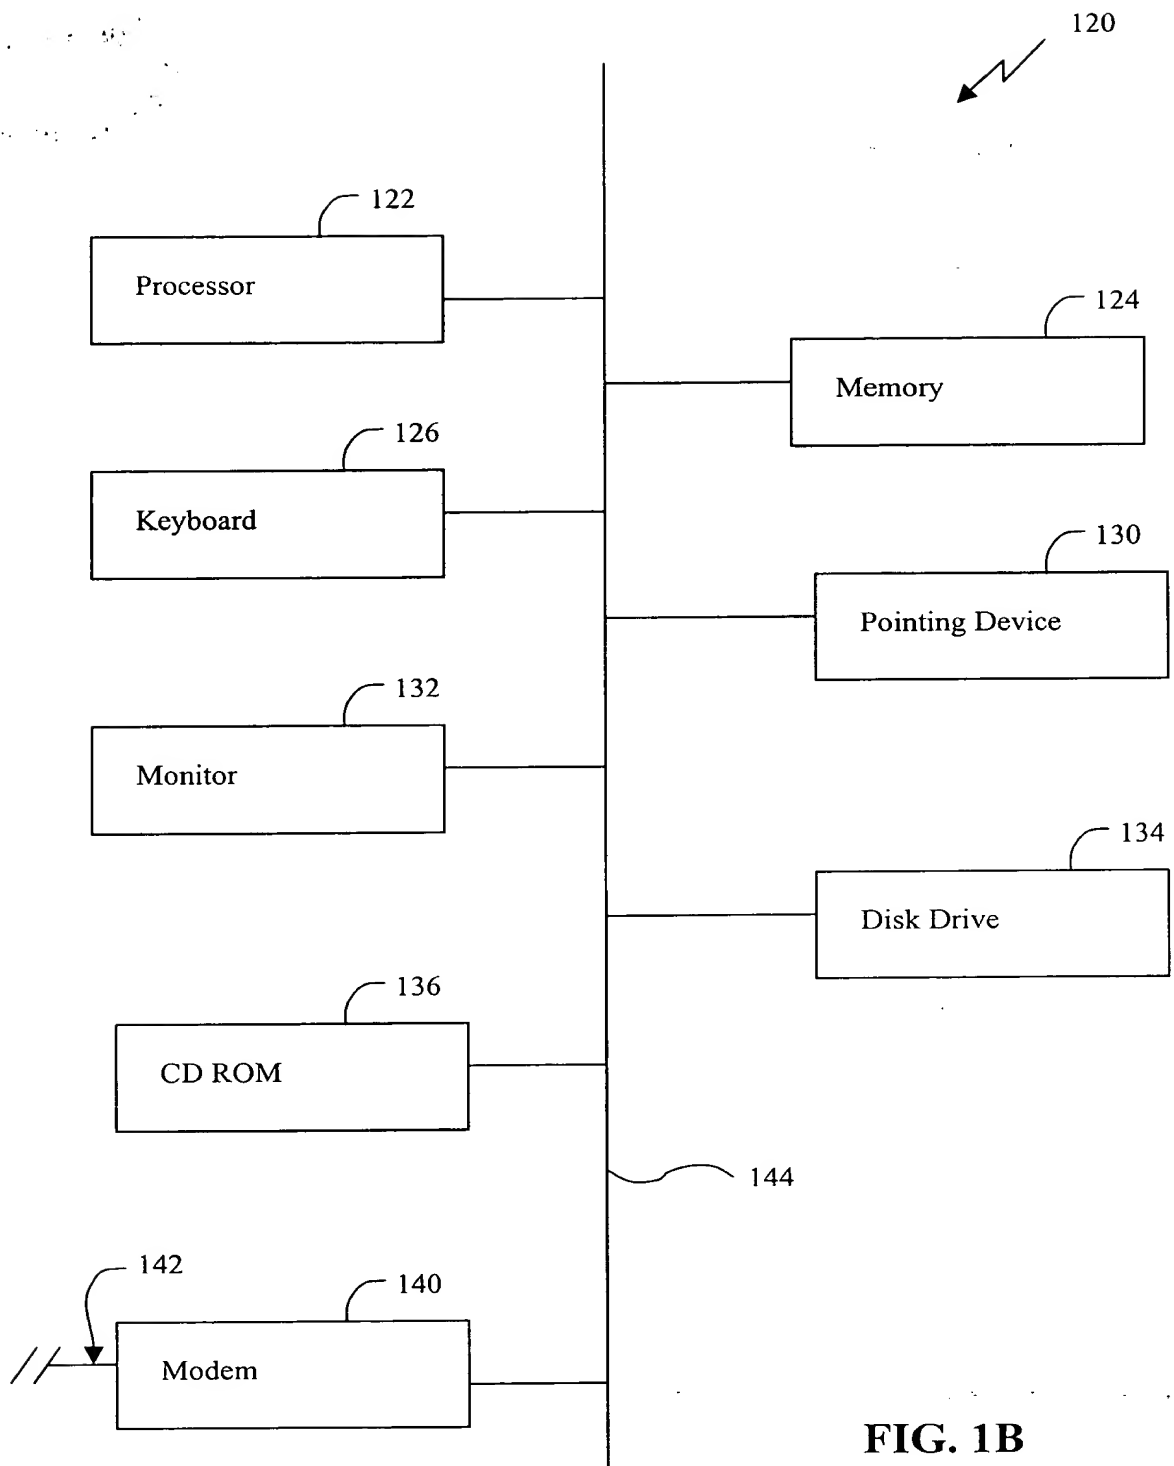 120
122
Processor
124
Memory
126
Keyboard
130
Pointing Device
132
Monitor
134
Disk Drive
136
CD ROM
144
142
140
Modem
FIG. 1B